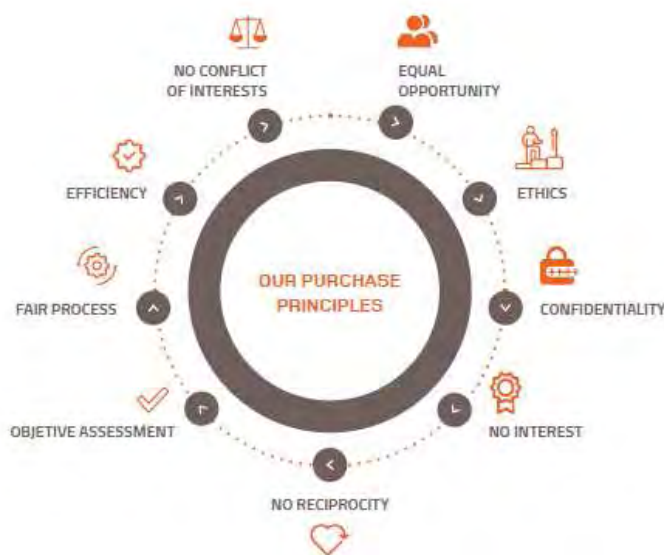 NO CONFLICT
OF INTERESTS
EQUAL
OPPORTUNITY
EFFICIENCY
ETHICS
OUR PURCHASE
PRINCIPLES
FAIR PROCESS
CONFIDENTIALITY
OBJETIVE ASSESSMENT
NO INTEREST
NO RECIPROCITY